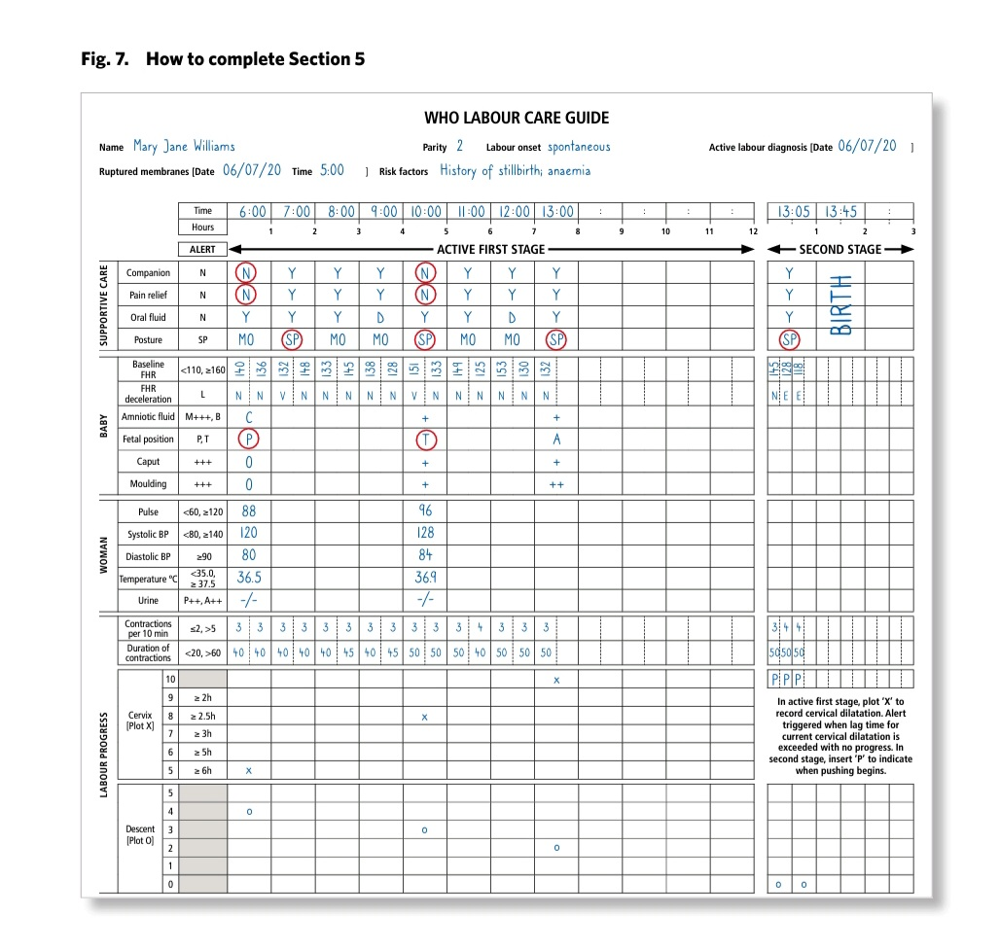 Fig. 7. How to complete Section 5
WHO LABOUR CARE GUIDE
Name Mary Jane Williams Parity 2 Labour onset spontaneous Active labour diagnosis [Date 06/07/20 ]
Ruptured membranes [Date 06/07/20 Time 5:00 ] Risk factors History of stillbirth; anaemia
Time 6:00 7:00 8:00 9:00 10:00 11:00 12:00 13:00 : : : : 13:05 13:45 :
Hours 1 2 3 4 5 6 7 8 9 10 11 12 1 2 3
ALERT ACTIVE FIRST STAGE SECOND STAGE
SUPPORTIVE CARE
Companion N N Y Y Y N Y Y Y Y
Pain relief N N Y Y Y N Y Y Y Y
Oral fluid N Y Y Y D Y Y D Y Y
Posture SP MO SP MO MO SP MO MO SP SP
BIRTH
BABY
Baseline FHR <110, ≥160 140 136 132 148 133 145 138 128 151 133 149 125 153 130 132 145 128 118
FHR deceleration L N N V N N N N N V N N N N N N N E E
Amniotic fluid M+++, B C + +
Fetal position P, T P T A
Caput +++ 0 + +
Moulding +++ 0 + ++
WOMAN
Pulse <60, ≥120 88 96
Systolic BP <80, ≥140 120 128
Diastolic BP ≥90 80 84
Temperature ºC <35.0, ≥ 37.5 36.5 36.9
Urine P++, A++ -/- -/-
Contractions per 10 min ≤2, >5 3 3 3 3 3 3 3 3 3 3 3 4 3 3 3 3 4 4
Duration of contractions <20, >60 40 40 40 40 40 45 40 45 50 50 50 40 50 50 50 50 50 50
LABOUR PROGRESS
Cervix
[Plot X]
10 X P P P
9 ≥ 2h
8 ≥ 2.5h X
7 ≥ 3h
6 ≥ 5h
5 ≥ 6h X
In active first stage, plot ‘X’ to
record cervical dilatation. Alert
triggered when lag time for
current cervical dilatation is
exceeded with no progress. In
second stage, insert ‘P’ to indicate
when pushing begins.
Descent
[Plot O]
5
4 O
3 O
2 O
1
0 O O